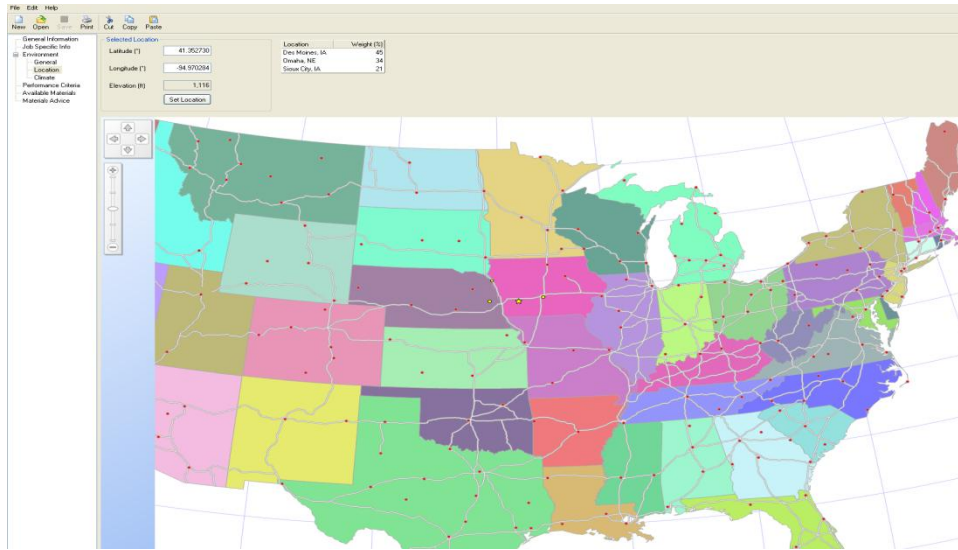 File Edit Help
New Open Save Print Cut Copy Paste
General Information
Job Specific Info
Environment
General
Location
Climate
Performance Criteria
Available Materials
Materials Advice
Selected Location
Latitude (°) 41.352730
Longitude (°) -94.970284
Elevation (ft) 1,116
Set Location
Location Weight (%)
Des Moines, IA 45
Omaha, NE 34
Sioux City, IA 21